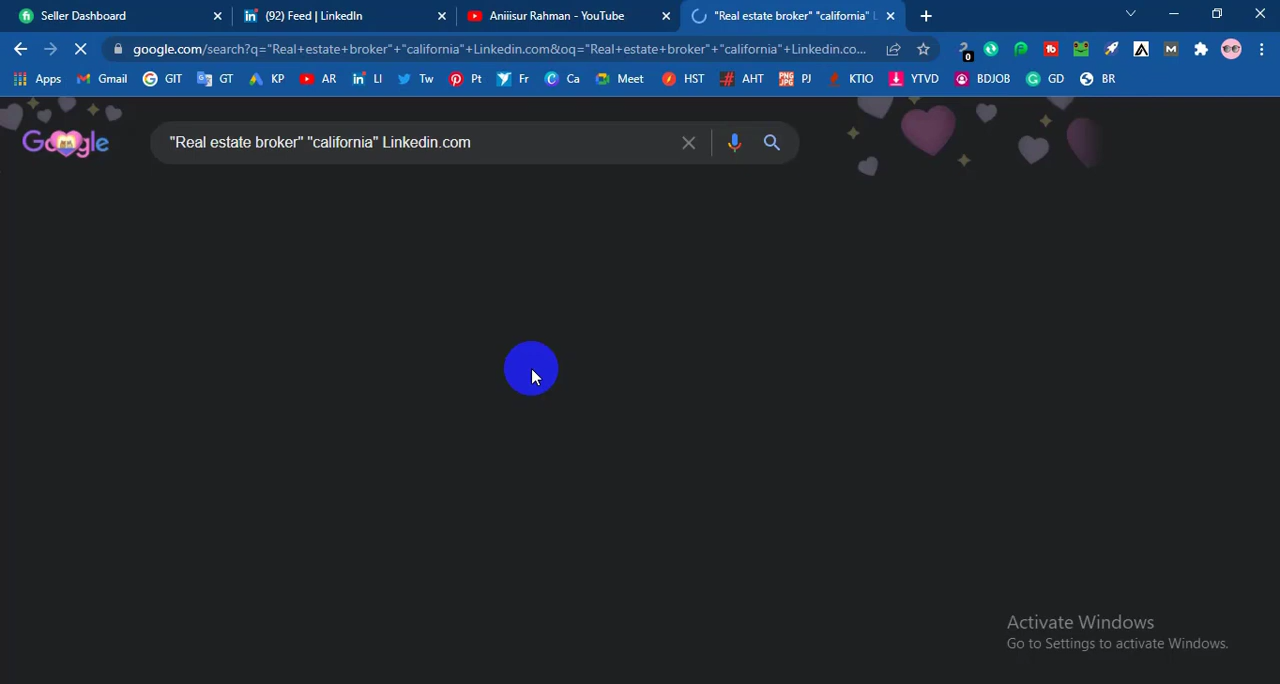 Seller Dashboard
(92) Feed | LinkedIn
Aniiisur Rahman - YouTube
"Real estate broker" "california" L
google.com/search?q="Real+estate+broker"+"california"+Linkedin.com&oq="Real+estate+broker"+"california"+Linkedin.co...
0
Apps
Gmail
GIT
GT
KP
AR
LI
Tw
Pt
Fr
Ca
Meet
HST
AHT
PJ
KTIO
YTVD
BDJOB
GD
BR
Google
"Real estate broker" "california" Linkedin.com
Activate Windows
Go to Settings to activate Windows.